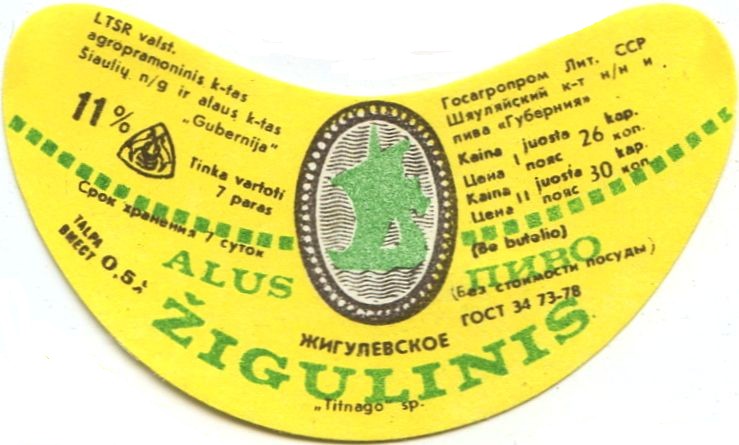 LTSR valst.
agropramoninis k-tas
Šiaulių n/g ir alaus k-tas
„Gubernija"
11%
Tinka vartoti
7 paras
Срок хранения 7 суток
TALPA
ВМЕСТ 0,5 л
Госагропром Лит. ССР
Шяуляйский к-т н/н и
пива «Губерния»
Kaina I juosta 26 kap.
Цена I пояс 26 коп.
Kaina II juosta 30 kap.
Цена II пояс 30 коп.
(Be butelio)
(Без стоимости посуды)
ГОСТ 34 73-78
ALUS ПИВО
ЖИГУЛЕВСКОЕ
ŽIGULINIS
„Titnago" sp.